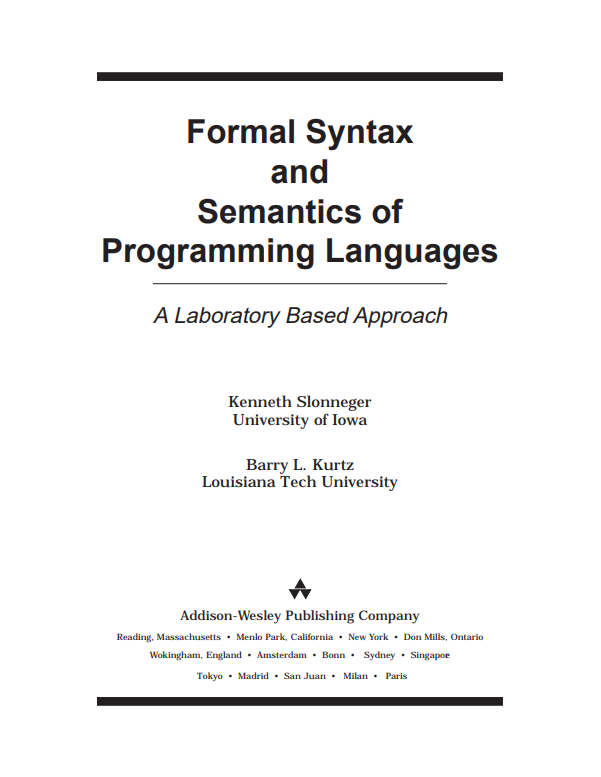 Formal Syntax
and
Semantics of
Programming Languages
A Laboratory Based Approach
Kenneth Slonneger
University of Iowa
Barry L. Kurtz
Louisiana Tech University
Addison-Wesley Publishing Company
Reading, Massachusetts • Menlo Park, California • New York • Don Mills, Ontario
Wokingham, England • Amsterdam • Bonn • Sydney • Singapore
Tokyo • Madrid • San Juan • Milan • Paris